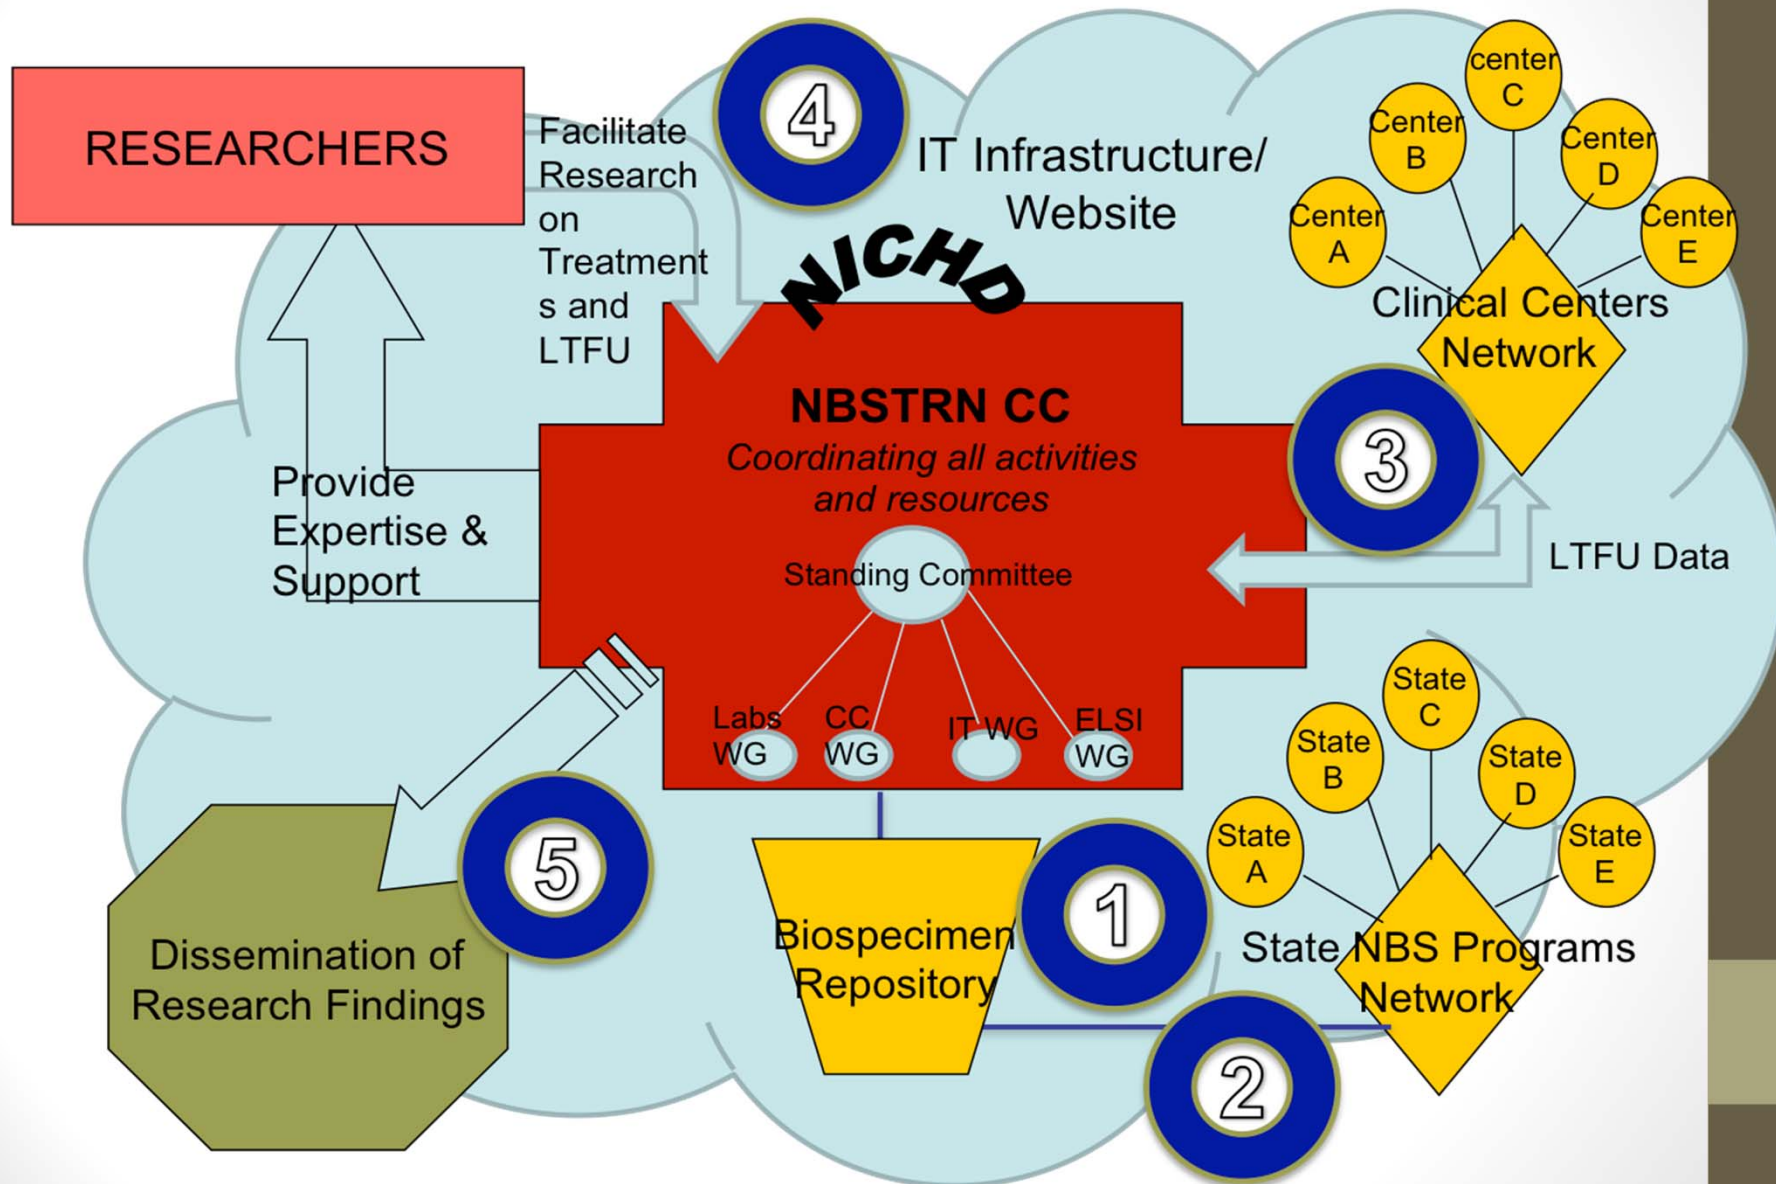 RESEARCHERS
Facilitate
Research
on
Treatment
s and
LTFU
4
IT Infrastructure/
Website
NICHD
center
C
Center
B
Center
D
Center
A
Center
E
Clinical Centers
Network
3
LTFU Data
NBSTRN CC
Coordinating all activities
and resources
Standing Committee
Labs
WG
CC
WG
IT WG
ELSI
WG
Provide
Expertise &
Support
5
Dissemination of
Research Findings
Biospecimen
Repository
1
2
State
C
State
B
State
D
State
A
State
E
State NBS Programs
Network